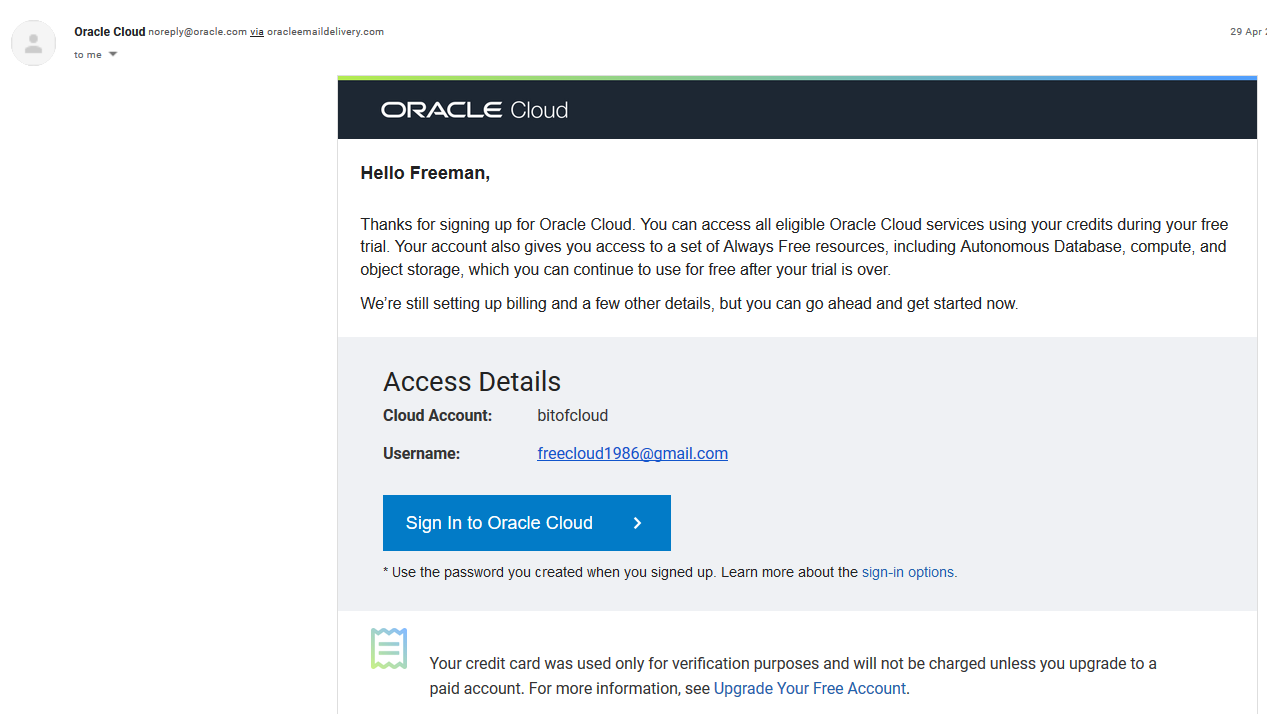 Oracle Cloud noreply@oracle.com via oracleemaildelivery.com
29 Apr
to me
ORACLE Cloud
Hello Freeman,
Thanks for signing up for Oracle Cloud. You can access all eligible Oracle Cloud services using your credits during your free
trial. Your account also gives you access to a set of Always Free resources, including Autonomous Database, compute, and
object storage, which you can continue to use for free after your trial is over.
We’re still setting up billing and a few other details, but you can go ahead and get started now.
Access Details
Cloud Account: bitofcloud
Username: freecloud1986@gmail.com
Sign In to Oracle Cloud
* Use the password you created when you signed up. Learn more about the sign-in options.
Your credit card was used only for verification purposes and will not be charged unless you upgrade to a
paid account. For more information, see Upgrade Your Free Account.